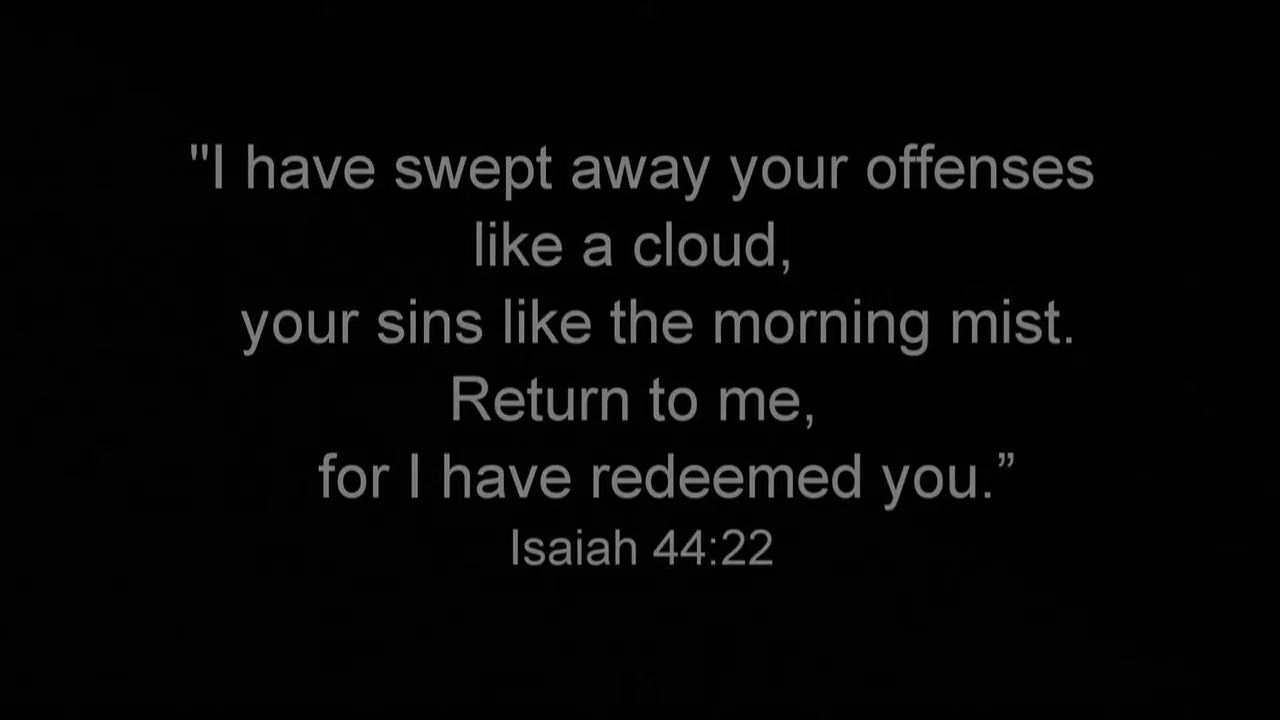 "I have swept away your offenses
like a cloud,
your sins like the morning mist.
Return to me,
for I have redeemed you.”
Isaiah 44:22